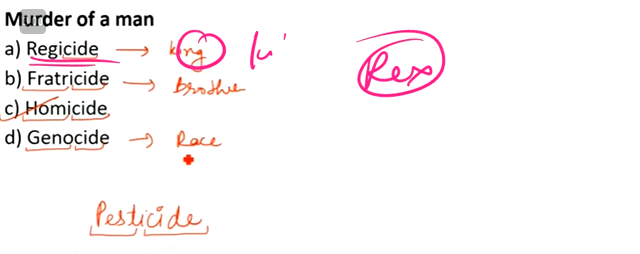 Murder of a man
a) Regicide → king Rex
b) Fratricide → Brother
c) Homicide
d) Genocide → Race
Pesticide